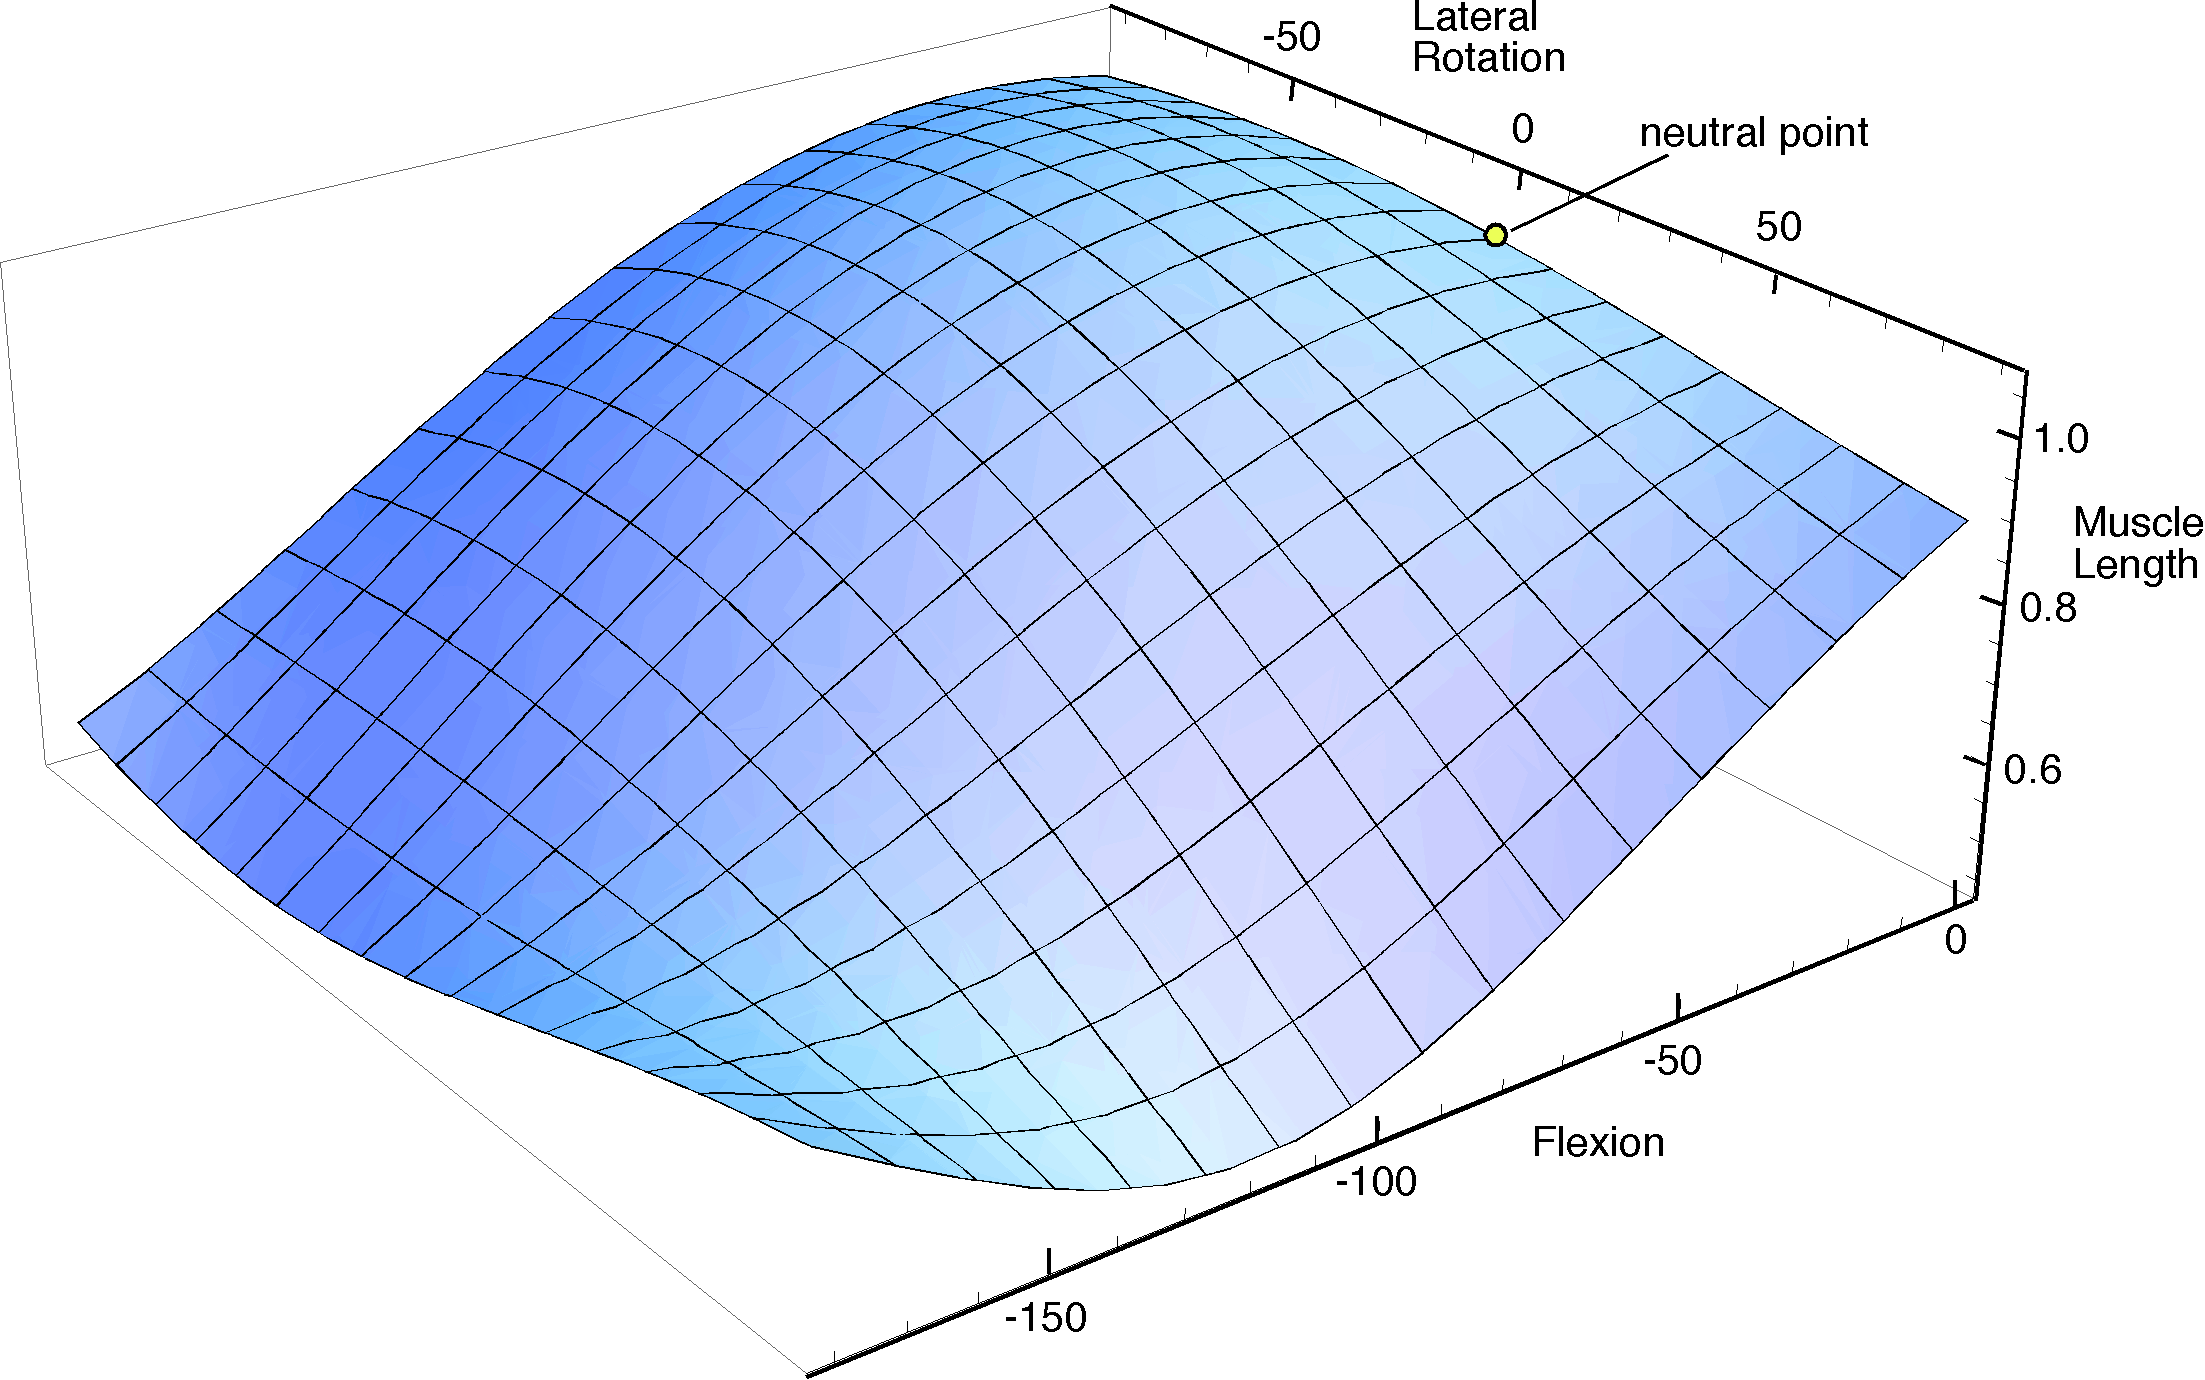 Lateral
Rotation
-50
0
neutral point
50
1.0
Muscle
Length
0.8
0.6
0
-50
Flexion
-100
-150